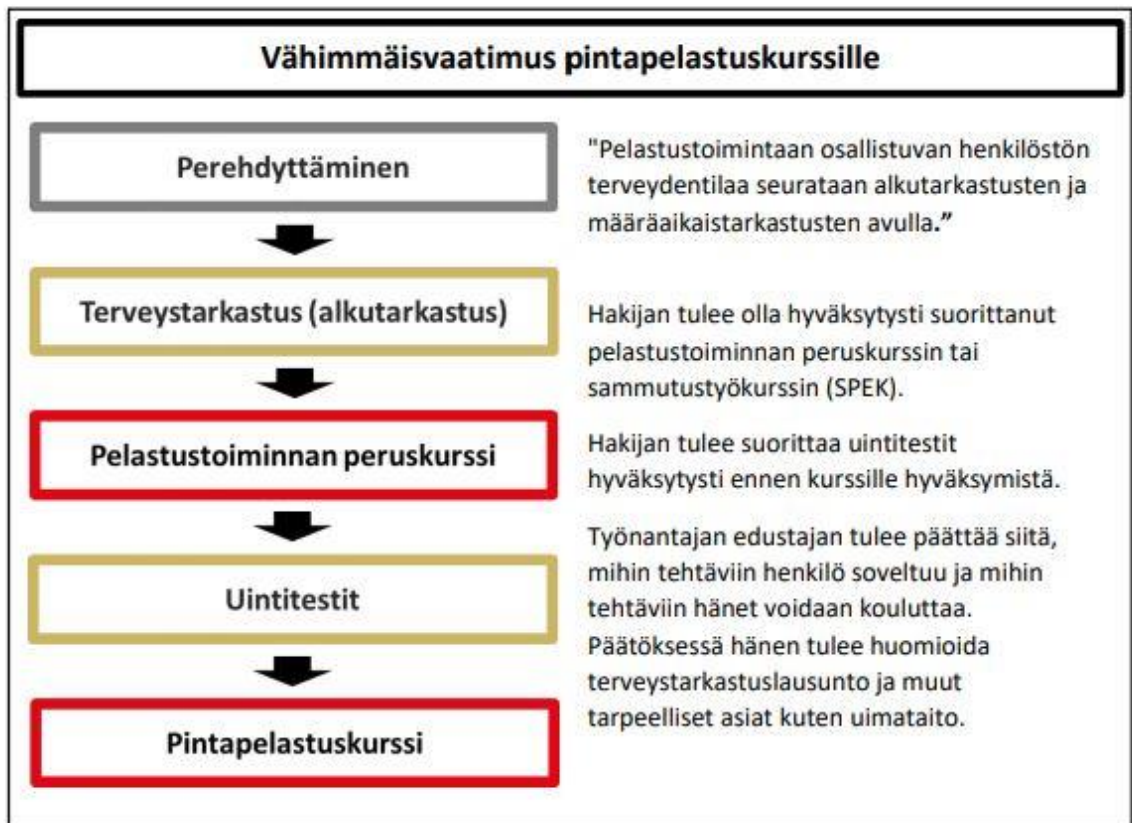 Vähimmäisvaatimus pintapelastuskurssille
Perehdyttäminen
Terveystarkastus (alkutarkastus)
Pelastustoiminnan peruskurssi
Uintitestit
Pintapelastuskurssi
"Pelastustoimintaan osallistuvan henkilöstön
terveydentilaa seurataan alkutarkastusten ja
määräaikaistarkastusten avulla.”
Hakijan tulee olla hyväksytysti suorittanut
pelastustoiminnan peruskurssin tai
sammutustyökurssin (SPEK).
Hakijan tulee suorittaa uintitestit
hyväksytysti ennen kurssille hyväksymistä.
Työnantajan edustajan tulee päättää siitä,
mihin tehtäviin henkilö soveltuu ja mihin
tehtäviin hänet voidaan kouluttaa.
Päätöksessä hänen tulee huomioida
terveystarkastuslausunto ja muut
tarpeelliset asiat kuten uimataito.